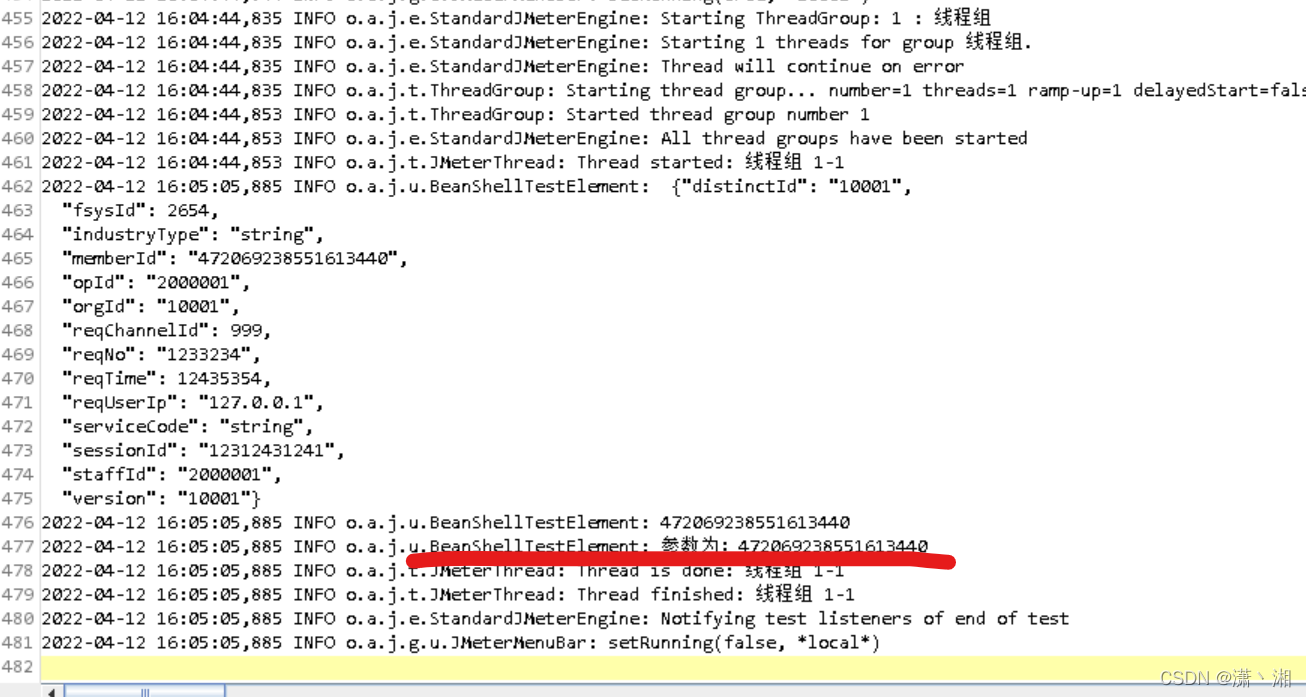 455 2022-04-12 16:04:44,835 INFO o.a.j.e.StandardJMeterEngine: Starting ThreadGroup: 1 : 线程组
456 2022-04-12 16:04:44,835 INFO o.a.j.e.StandardJMeterEngine: Starting 1 threads for group 线程组.
457 2022-04-12 16:04:44,835 INFO o.a.j.e.StandardJMeterEngine: Thread will continue on error
458 2022-04-12 16:04:44,835 INFO o.a.j.t.ThreadGroup: Starting thread group... number=1 threads=1 ramp-up=1 delayedStart=fals
459 2022-04-12 16:04:44,853 INFO o.a.j.t.ThreadGroup: Started thread group number 1
460 2022-04-12 16:04:44,853 INFO o.a.j.e.StandardJMeterEngine: All thread groups have been started
461 2022-04-12 16:04:44,853 INFO o.a.j.t.JMeterThread: Thread started: 线程组 1-1
462 2022-04-12 16:05:05,885 INFO o.a.j.u.BeanShellTestElement:  {"distinctId": "10001",
463   "fsysId": 2654,
464   "industryType": "string",
465   "memberId": "472069238551613440",
466   "opId": "2000001",
467   "orgId": "10001",
468   "reqChannelId": 999,
469   "reqNo": "1233234",
470   "reqTime": 12435354,
471   "reqUserIp": "127.0.0.1",
472   "serviceCode": "string",
473   "sessionId": "12312431241",
474   "staffId": "2000001",
475   "version": "10001"}
476 2022-04-12 16:05:05,885 INFO o.a.j.u.BeanShellTestElement: 472069238551613440
477 2022-04-12 16:05:05,885 INFO o.a.j.u.BeanShellTestElement: 参数为: 472069238551613440
478 2022-04-12 16:05:05,885 INFO o.a.j.t.JMeterThread: Thread is done: 线程组 1-1
479 2022-04-12 16:05:05,885 INFO o.a.j.t.JMeterThread: Thread finished: 线程组 1-1
480 2022-04-12 16:05:05,885 INFO o.a.j.e.StandardJMeterEngine: Notifying test listeners of end of test
481 2022-04-12 16:05:05,885 INFO o.a.j.g.u.JMeterMenuBar: setRunning(false, *local*)
482
CSDN @潇丶湘